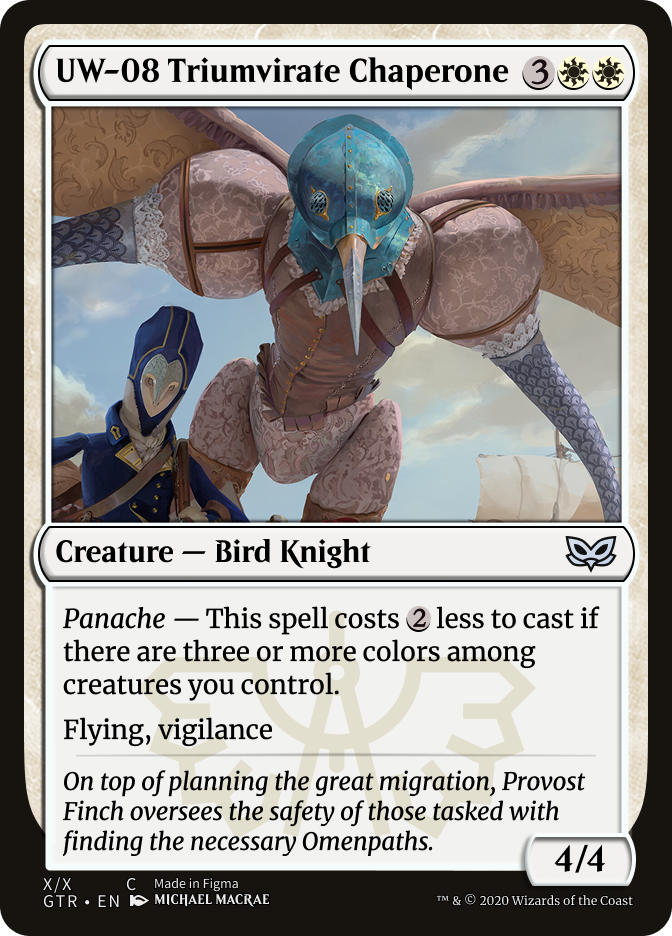 UW-08 Triumvirate Chaperone 3
Creature — Bird Knight
Panache — This spell costs 2 less to cast if
there are three or more colors among
creatures you control.
Flying, vigilance
On top of planning the great migration, Provost
Finch oversees the safety of those tasked with
finding the necessary Omenpaths.
4/4
X/X C Made in Figma
GTR • EN MICHAEL MACRAE
™ & © 2020 Wizards of the Coast